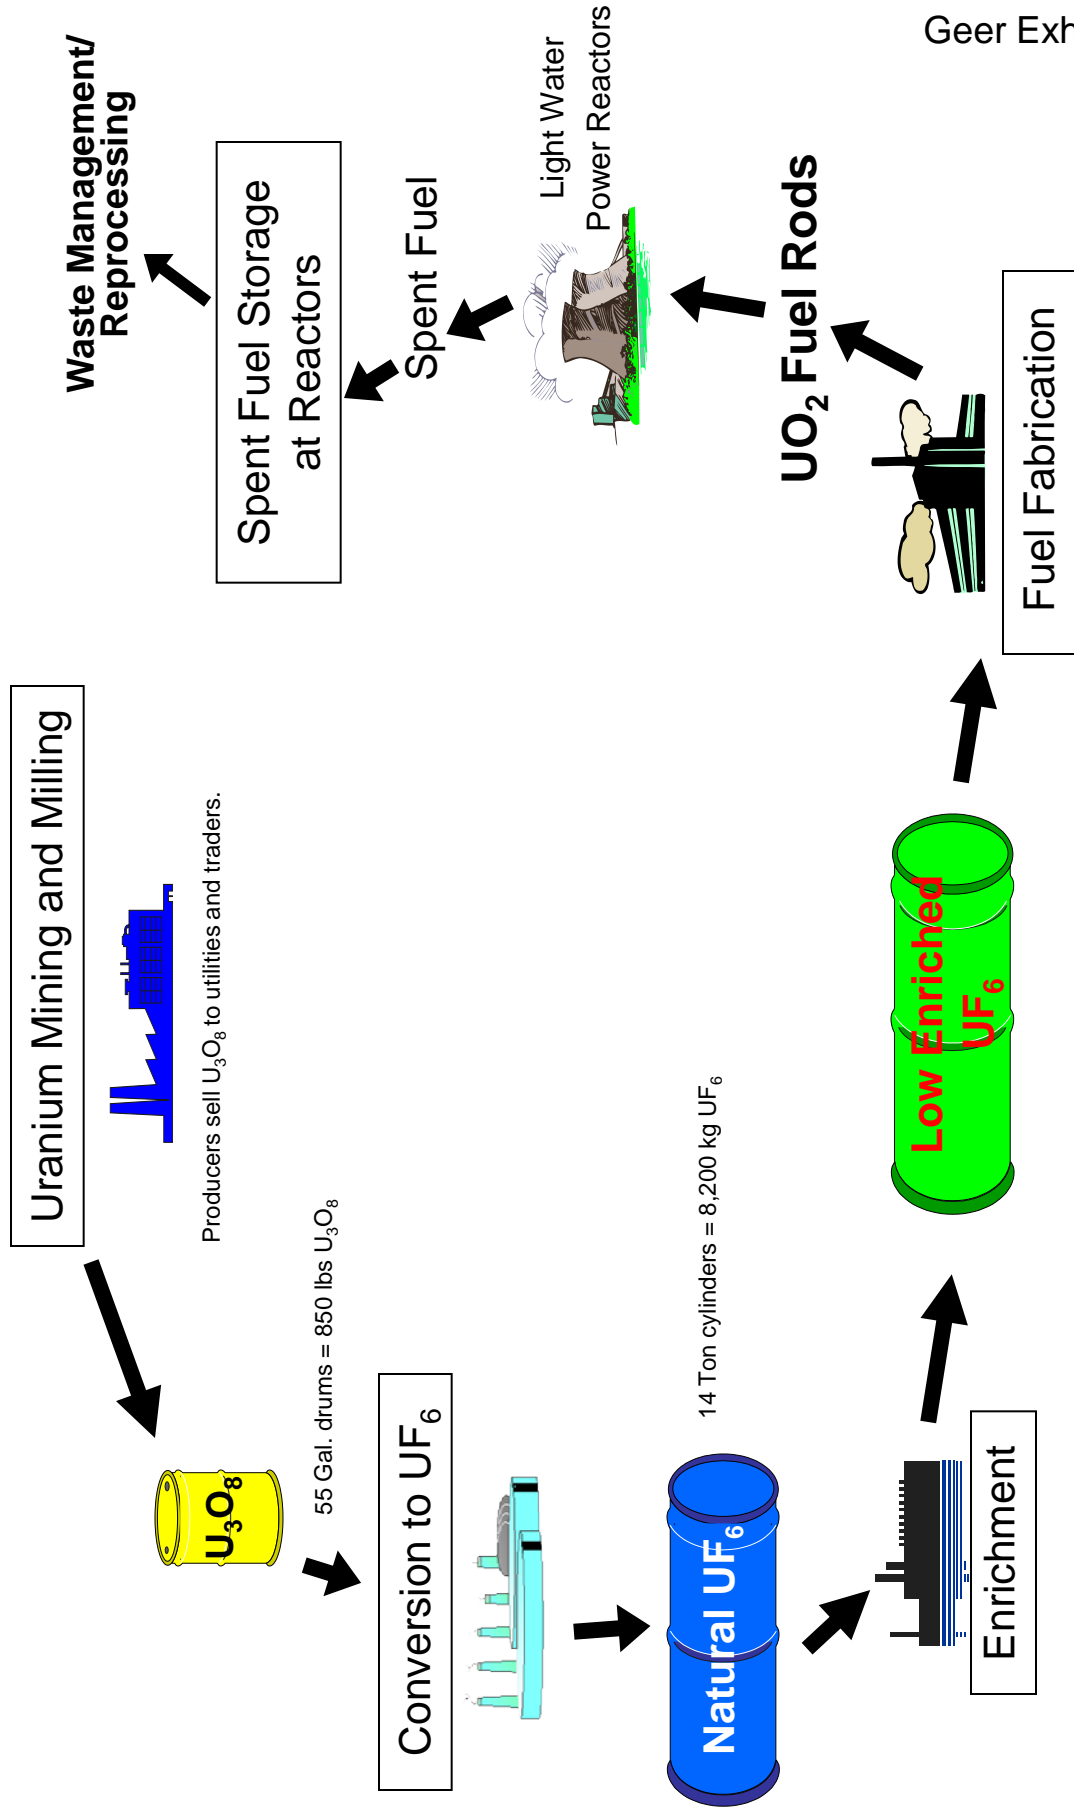 Geer Exh
Uranium Mining and Milling
Producers sell U₃O₈ to utilities and traders.
U₃O₈
55 Gal. drums = 850 lbs U₃O₈
Conversion to UF₆
Natural UF₆
14 Ton cylinders = 8,200 kg UF₆
Enrichment
Low Enriched
UF₆
Fuel Fabrication
UO₂ Fuel Rods
Light Water
Power Reactors
Spent Fuel
Spent Fuel Storage
at Reactors
Waste Management/
Reprocessing